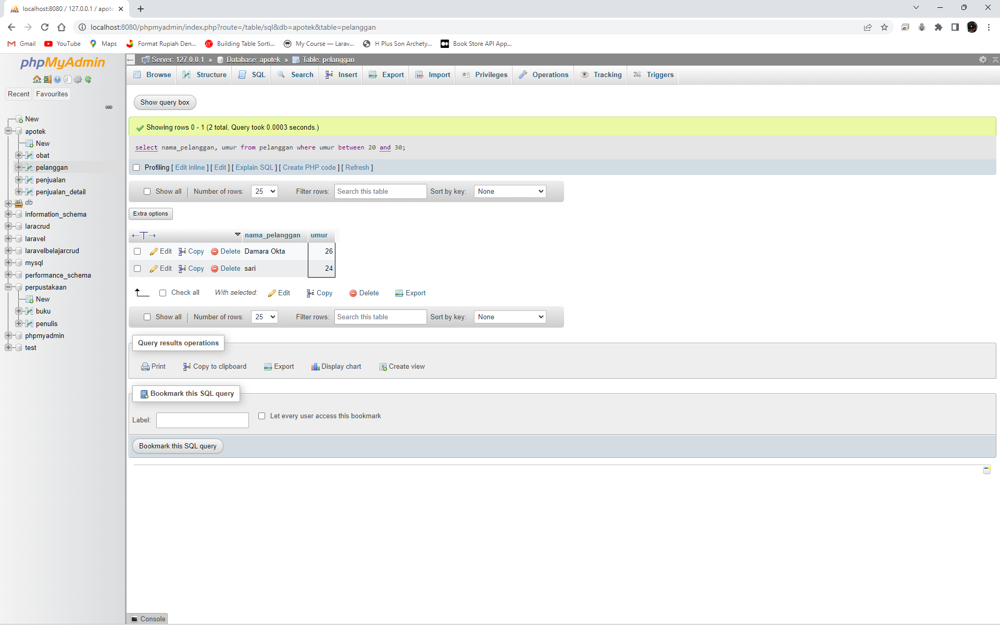 localhost:8080 / 127.0.0.1 / apote
localhost:8080/phpmyadmin/index.php?route=/table/sql&db=apotek&table=pelanggan
Gmail YouTube Maps Format Rupiah Den... Building Table Sorti... My Course — Larav... H Plus Son Archety... Book Store API App...
phpMyAdmin
Recent Favourites
New
apotek
New
obat
pelanggan
penjualan
penjualan_detail
db
information_schema
laracrud
laravel
laravelbelajarcrud
mysql
performance_schema
perpustakaan
New
buku
penulis
phpmyadmin
test
Server: 127.0.0.1 » Database: apotek » Table: pelanggan
Browse Structure SQL Search Insert Export Import Privileges Operations Tracking Triggers
Show query box
Showing rows 0 - 1 (2 total, Query took 0.0003 seconds.)
select nama_pelanggan, umur from pelanggan where umur between 20 and 30;
Profiling [ Edit inline ] [ Edit ] [ Explain SQL ] [ Create PHP code ] [ Refresh ]
Show all Number of rows: 25 Filter rows: Search this table Sort by key: None
Extra options
←T→ nama_pelanggan umur
Edit Copy Delete Damara Okta 26
Edit Copy Delete sari 24
Check all With selected: Edit Copy Delete Export
Show all Number of rows: 25 Filter rows: Search this table Sort by key: None
Query results operations
Print Copy to clipboard Export Display chart Create view
Bookmark this SQL query
Label: Let every user access this bookmark
Bookmark this SQL query
Console